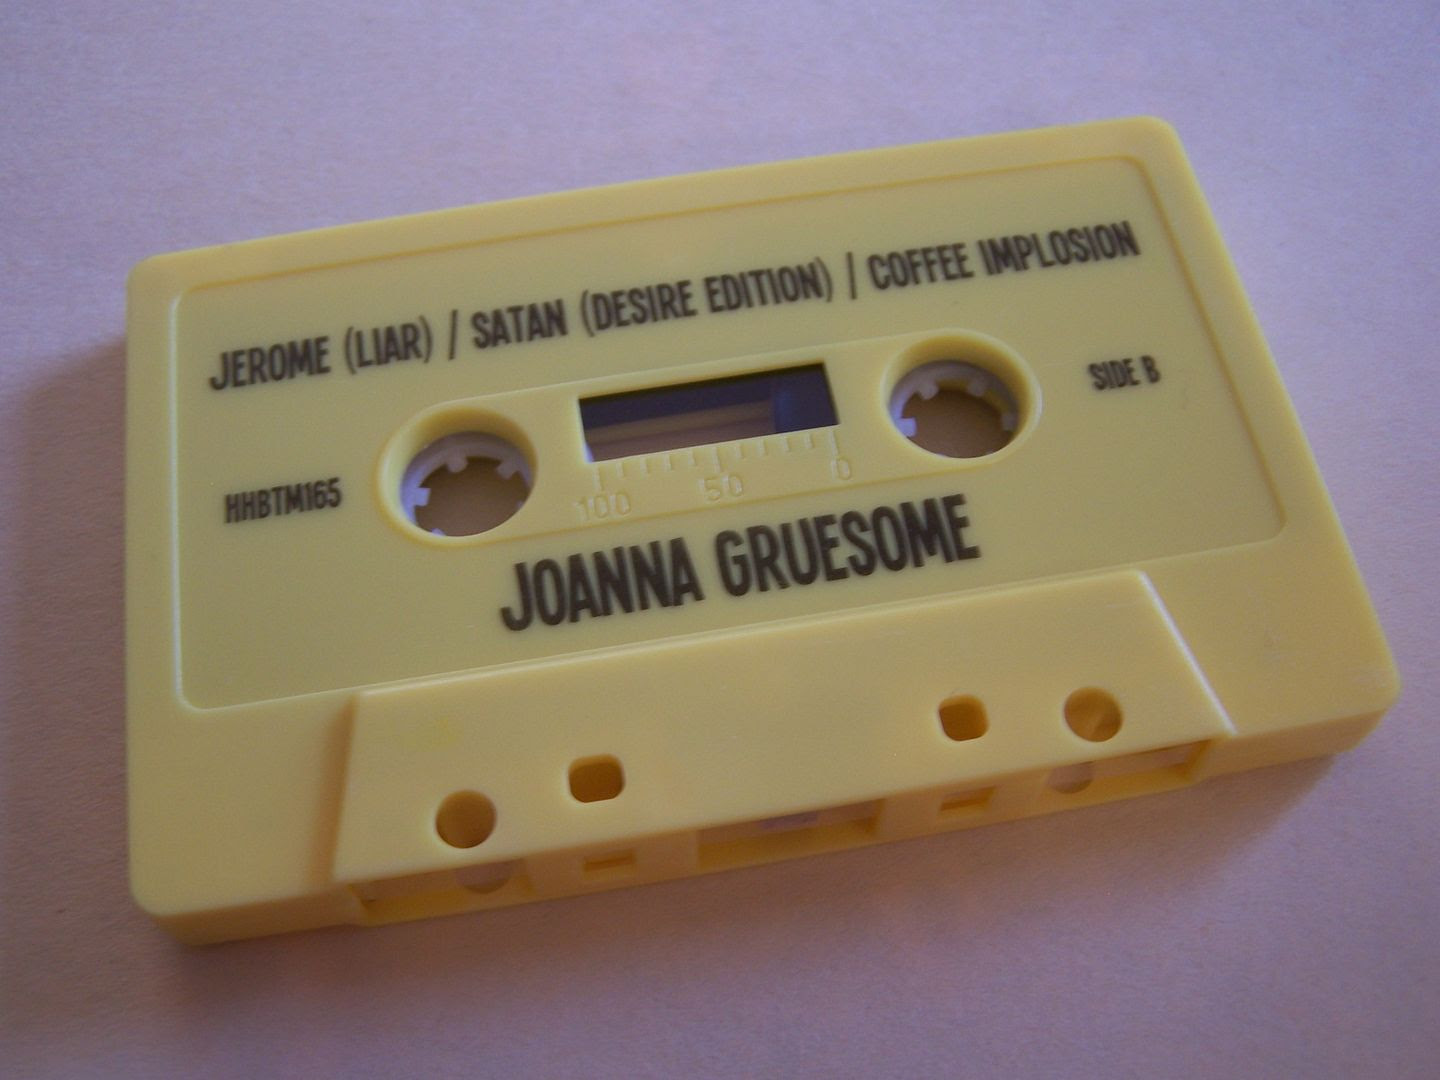 JEROME (LIAR) / SATAN (DESIRE EDITION) / COFFEE IMPLOSION
SIDE B
HHBTM165
100 50 0
JOANNA GRUESOME